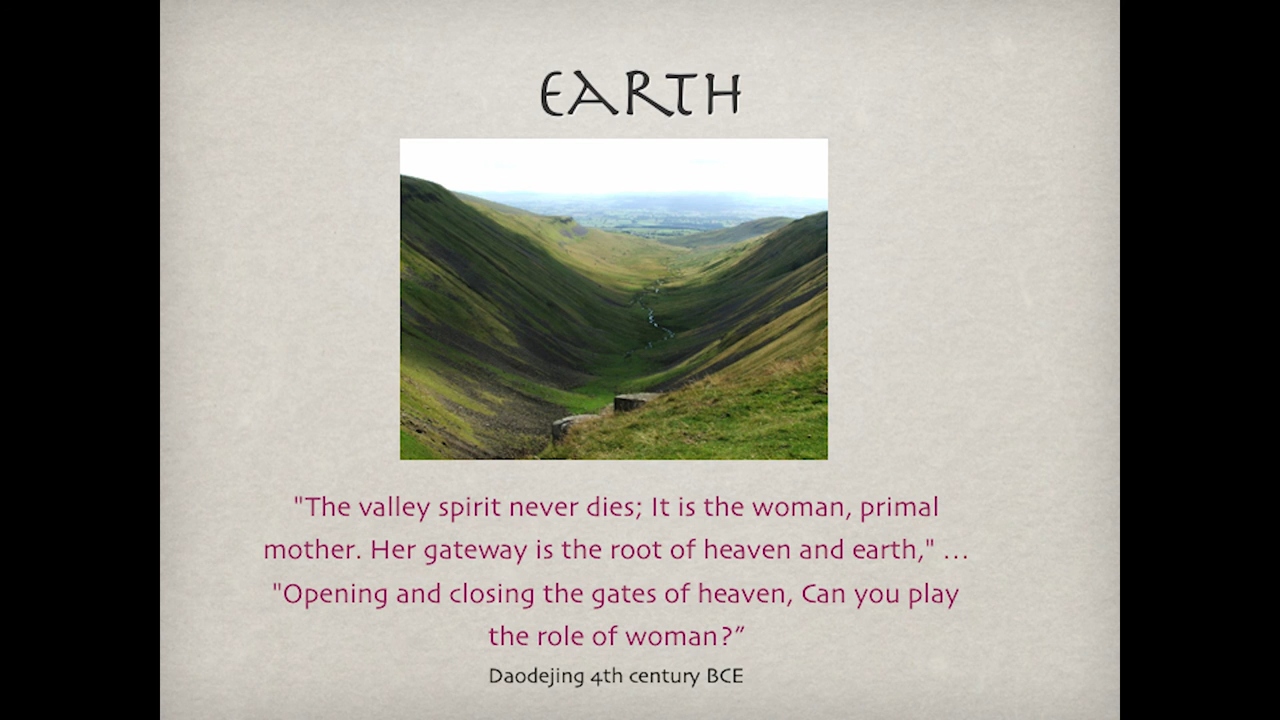 EARTH
"The valley spirit never dies; It is the woman, primal
mother. Her gateway is the root of heaven and earth," …
"Opening and closing the gates of heaven, Can you play
the role of woman?”
Daodejing 4th century BCE